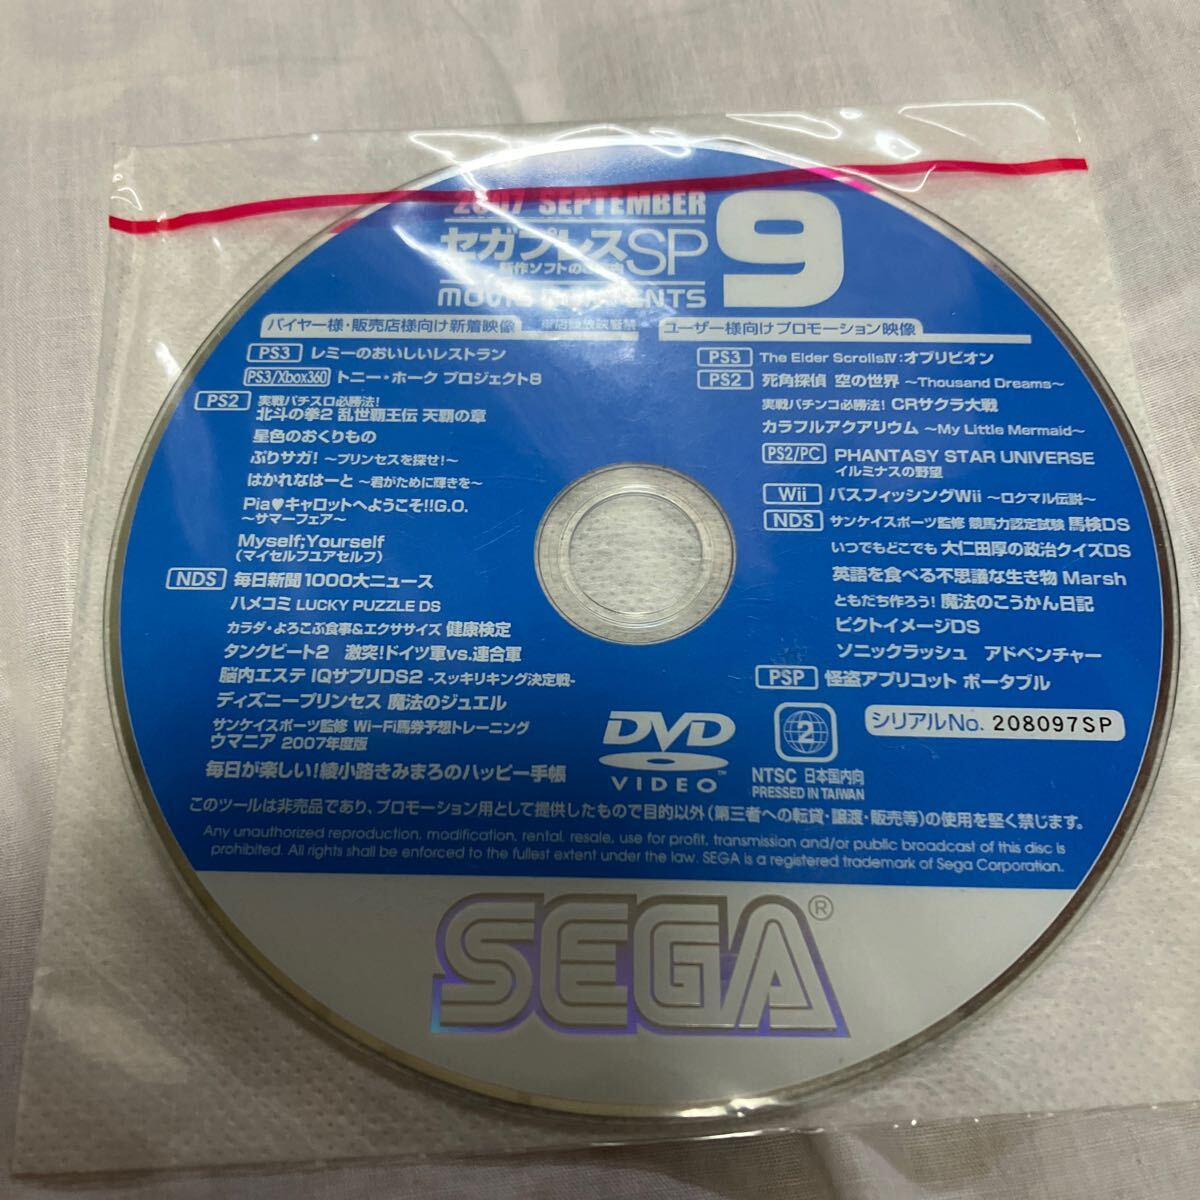 2007 SEPTEMBER
セガプレスSP 9
新作ソフトのご案内
MOVIE CONTENTS
バイヤー様・販売店様向け新着映像
PS3 レミーのおいしいレストラン
PS3/Xbox360 トニー・ホーク プロジェクト8
PS2 実戦パチスロ必勝法!
北斗の拳2 乱世覇王伝 天覇の章
星色のおくりもの
ぷりサガ! ～プリンセスを探せ!～
はかれなはーと ～君がために輝きを～
Pia♥キャロットへようこそ!!G.O.
～サマーフェア～
Myself;Yourself
(マイセルフユアセルフ)
NDS 毎日新聞1000大ニュース
ハメコミ LUCKY PUZZLE DS
カラダ・よろこぶ食事&エクササイズ 健康検定
タンクビート2 激突!ドイツ軍vs.連合軍
脳内エステ IQサプリDS2 -スッキリキング決定戦-
ディズニープリンセス 魔法のジュエル
サンケイスポーツ監修 Wi-Fi馬券予想トレーニング
ウマニア 2007年度版
毎日が楽しい!綾小路きみまろのハッピー手帳
ユーザー様向けプロモーション映像
PS3 The Elder ScrollsⅣ:オブリビオン
PS2 死角探偵 空の世界 ～Thousand Dreams～
実戦パチンコ必勝法! CRサクラ大戦
カラフルアクアリウム ～My Little Mermaid～
PS2/PC PHANTASY STAR UNIVERSE
イルミナスの野望
Wii バスフィッシングWii ～ロクマル伝説～
NDS サンケイスポーツ監修 競馬力認定試験 馬検DS
いつでもどこでも 大仁田厚の政治クイズDS
英語を食べる不思議な生き物 Marsh
ともだち作ろう! 魔法のこうかん日記
ピクトイメージDS
ソニックラッシュ アドベンチャー
PSP 怪盗アプリコット ポータブル
シリアルNo. 208097SP
DVD
VIDEO
TM
2
NTSC 日本国内向
PRESSED IN TAIWAN
このツールは非売品であり、プロモーション用として提供したもので目的以外(第三者への転貸・譲渡・販売等)の使用を堅く禁じます。
Any unauthorized reproduction, modification, rental, resale, use for profit, transmission and/or public broadcast of this disc is
prohibited. All rights shall be enforced to the fullest extent under the law. SEGA is a registered trademark of Sega Corporation.
SEGA®